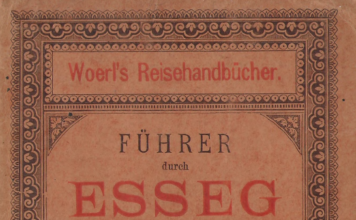 Woerl's Reisehandbücher.
FÜHRER
durch
ESSEG